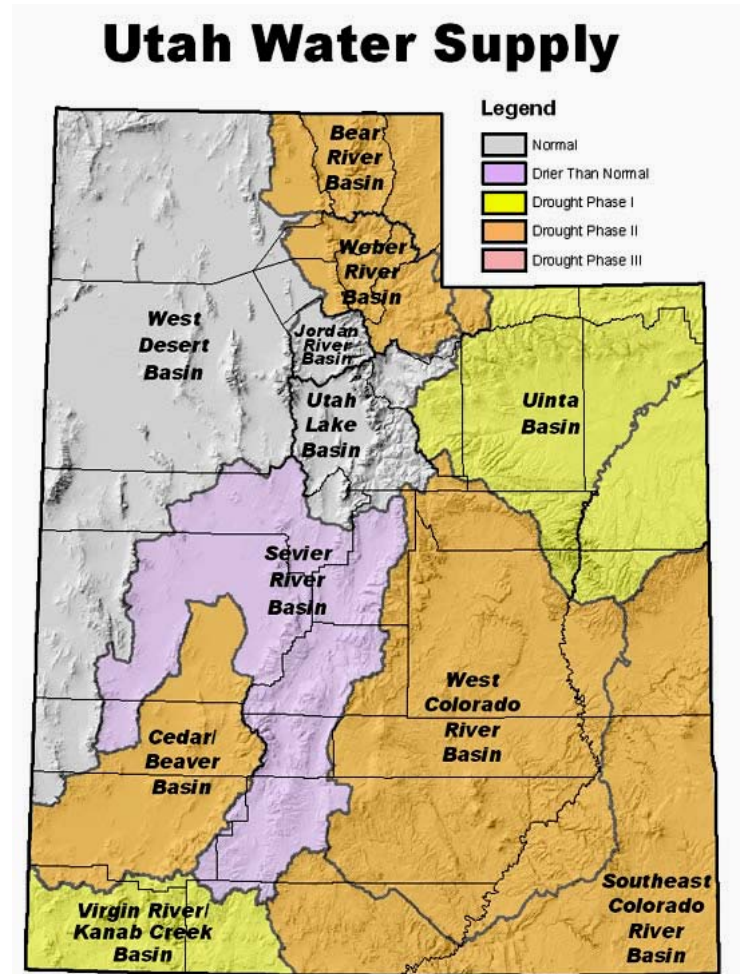 Utah Water Supply
Legend
Normal
Drier Than Normal
Drought Phase I
Drought Phase II
Drought Phase III
Bear
River
Basin
Weber
River
Basin
West
Desert
Basin
Jordan
River
Basin
Utah
Lake
Basin
Uinta
Basin
Sevier
River
Basin
West
Colorado
River
Basin
Cedar/
Beaver
Basin
Virgin River/
Kanab Creek
Basin
Southeast
Colorado
River
Basin